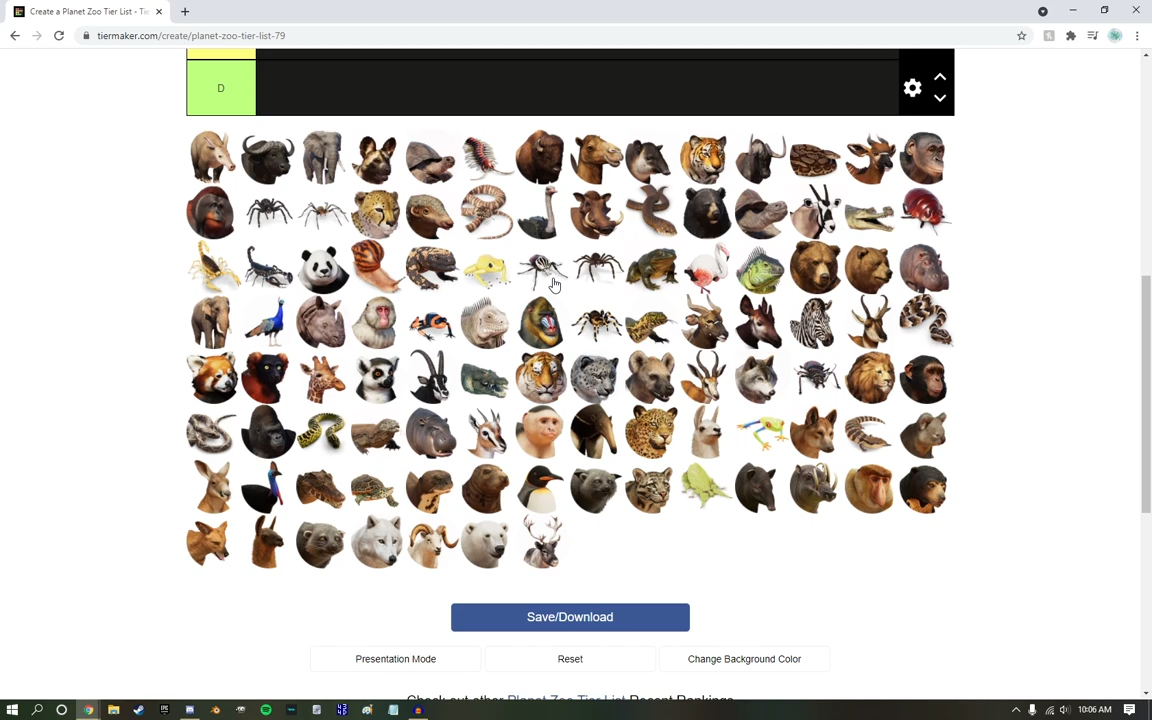 Create a Planet Zoo Tier List - Tie
tiermaker.com/create/planet-zoo-tier-list-79
D
Save/Download
Presentation Mode
Reset
Change Background Color
Check out other Planet Zoo Tier List Recent Rankings
10:06 AM